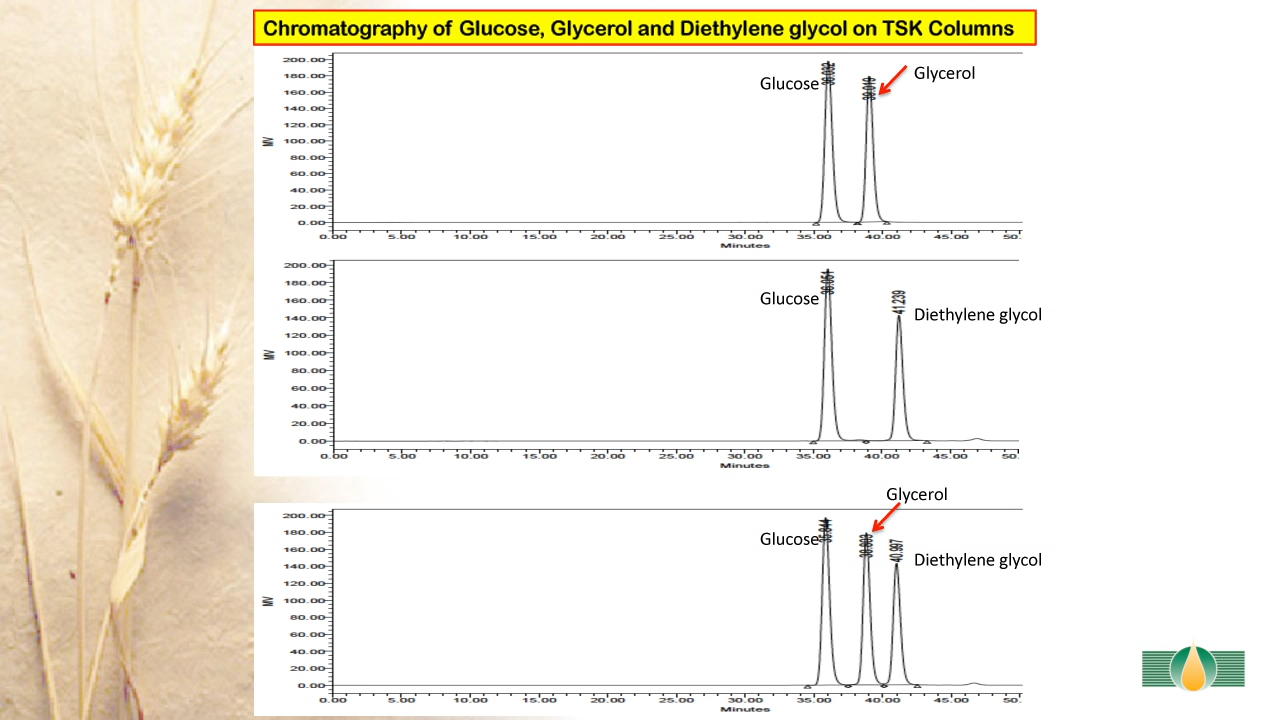 Chromatography of Glucose, Glycerol and Diethylene glycol on TSK Columns
200.00
180.00
160.00
140.00
120.00
100.00
80.00
60.00
40.00
20.00
0.00
MV
Glucose
Glycerol
0.00 5.00 10.00 15.00 20.00 25.00 30.00 35.00 40.00 45.00 50.
Minutes
200.00
180.00
160.00
140.00
120.00
100.00
80.00
60.00
40.00
20.00
0.00
MV
Glucose
41.239
Diethylene glycol
0.00 5.00 10.00 15.00 20.00 25.00 30.00 35.00 40.00 45.00 50.
Minutes
Glycerol
200.00
180.00
160.00
140.00
120.00
100.00
80.00
60.00
40.00
20.00
0.00
MV
Glucose
40.997
Diethylene glycol
0.00 5.00 10.00 15.00 20.00 25.00 30.00 35.00 40.00 45.00 50.
Minutes